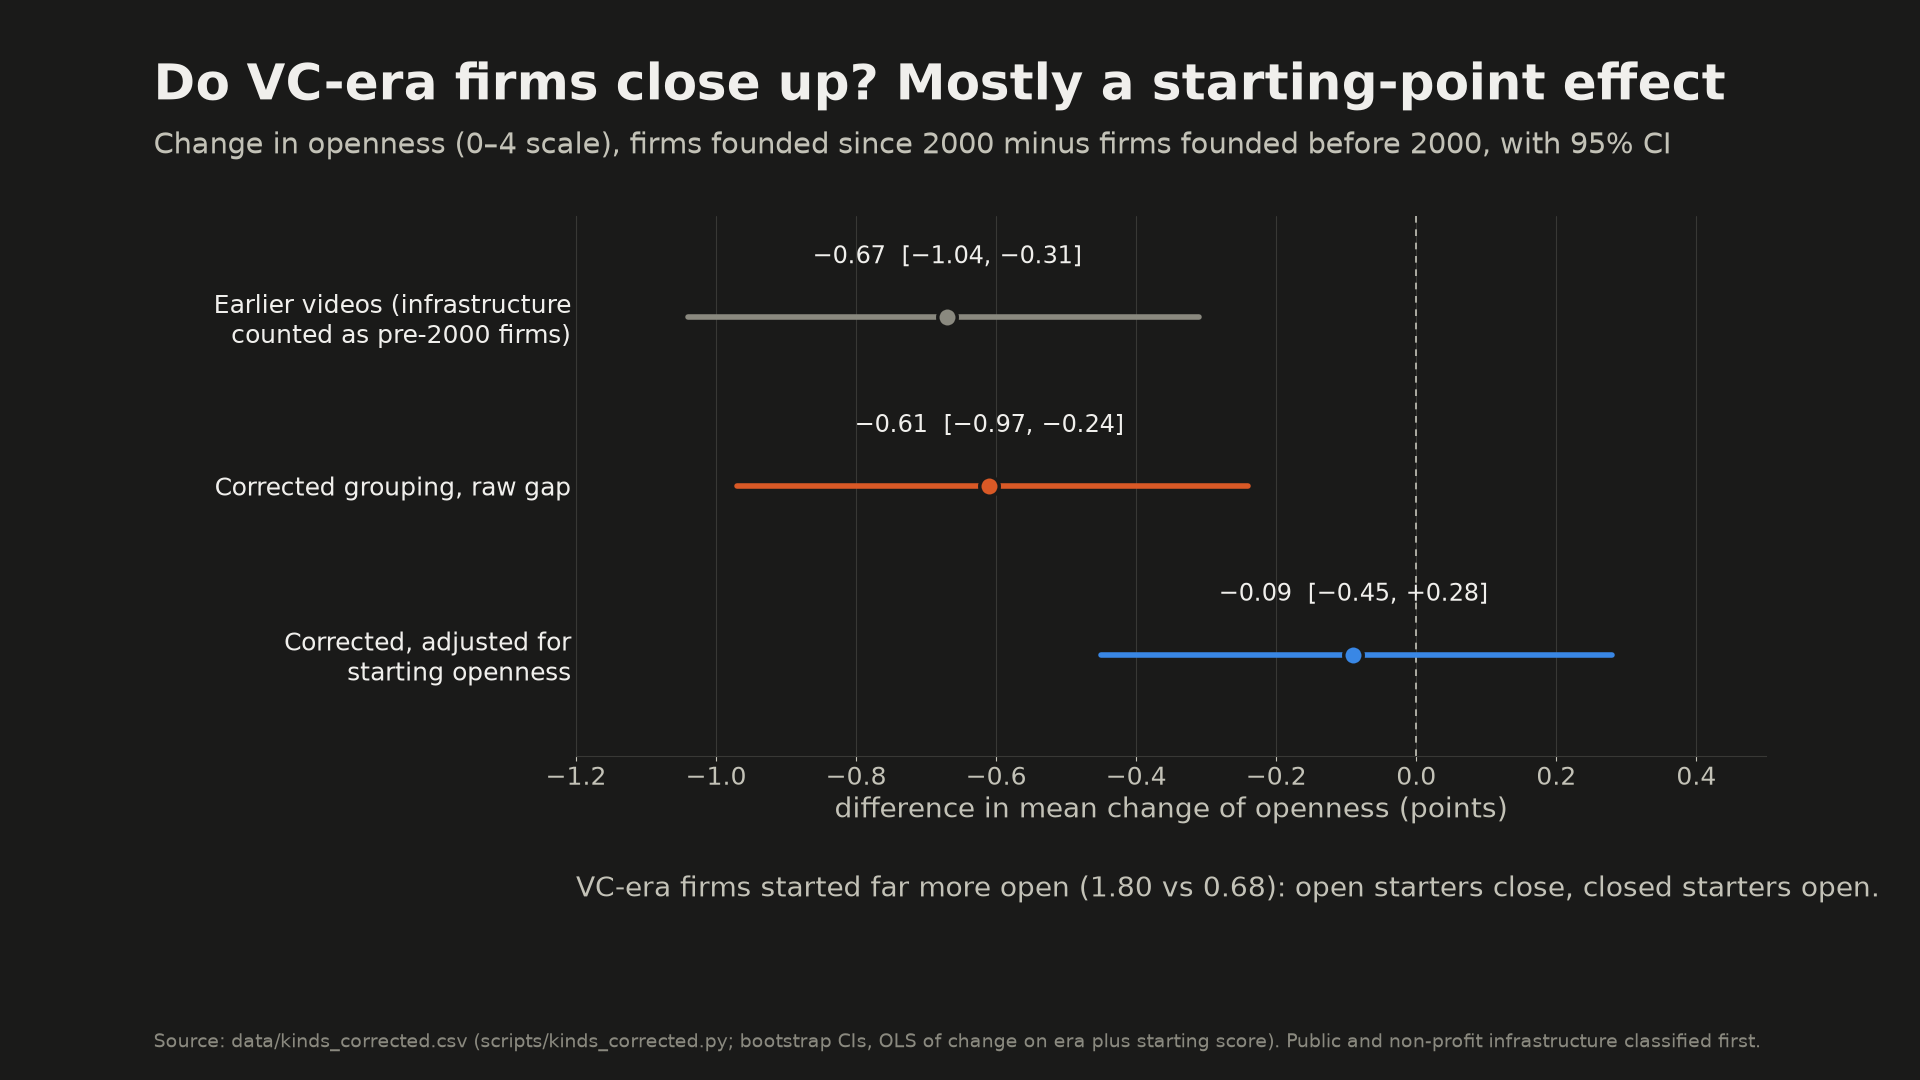 Do VC-era firms close up? Mostly a starting-point effect
Change in openness (0–4 scale), firms founded since 2000 minus firms founded before 2000, with 95% CI
−0.67  [−1.04, −0.31]
Earlier videos (infrastructure
counted as pre-2000 firms)
−0.61  [−0.97, −0.24]
Corrected grouping, raw gap
−0.09  [−0.45, +0.28]
Corrected, adjusted for
starting openness
−1.2 −1.0 −0.8 −0.6 −0.4 −0.2 0.0 0.2 0.4
difference in mean change of openness (points)
VC-era firms started far more open (1.80 vs 0.68): open starters close, closed starters open.
Source: data/kinds_corrected.csv (scripts/kinds_corrected.py; bootstrap CIs, OLS of change on era plus starting score). Public and non-profit infrastructure classified first.